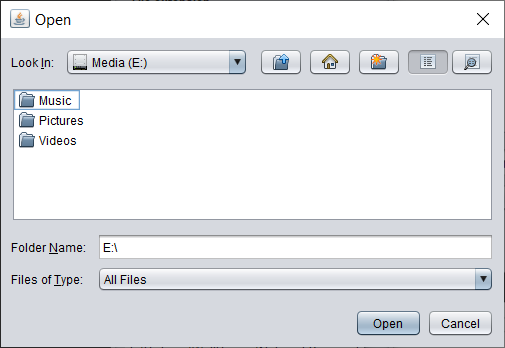 Open
Look In: Media (E:)
Music
Pictures
Videos
Folder Name: E:\
Files of Type: All Files
Open Cancel